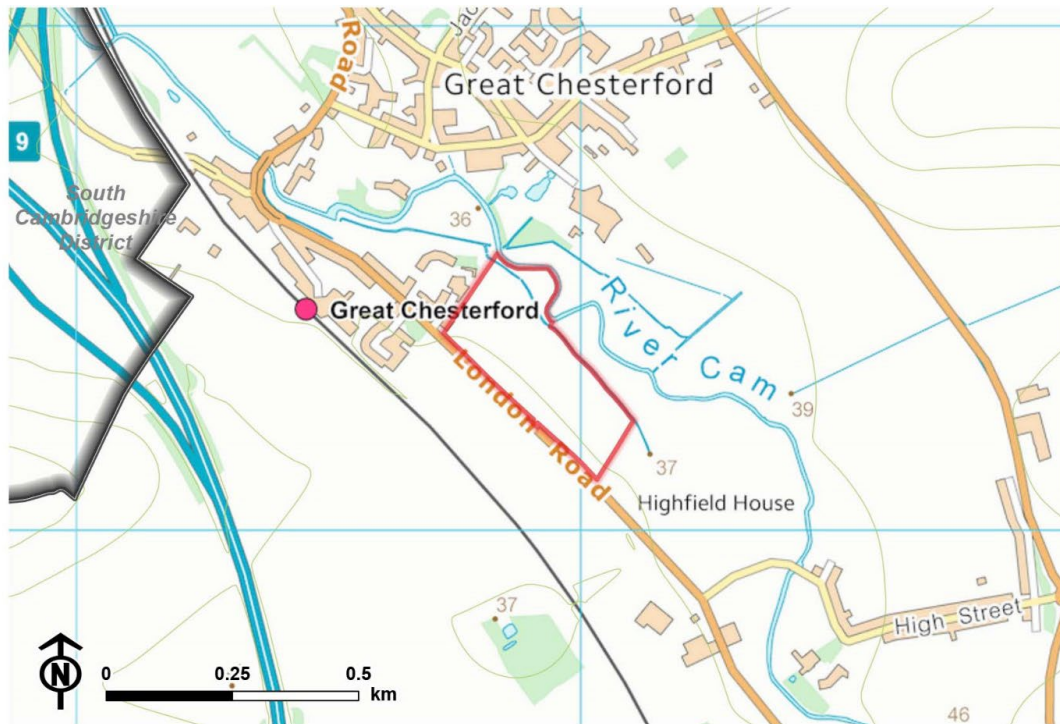 Road
Jac
Great Chesterford
9
South
Cambridgeshire
District
36
Great Chesterford
River Cam
London Road
39
37
Highfield House
37
High Street
46
N
0 0.25 0.5
km